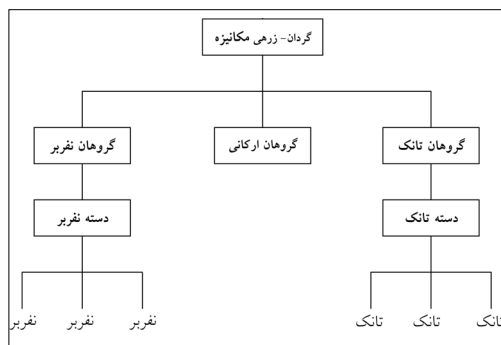 گردان- زرهی مکانیزه
گروهان تانک گروهان ارکانی گروهان نفربر
دسته تانک دسته نفربر
تانک تانک تانک نفربر نفربر نفربر